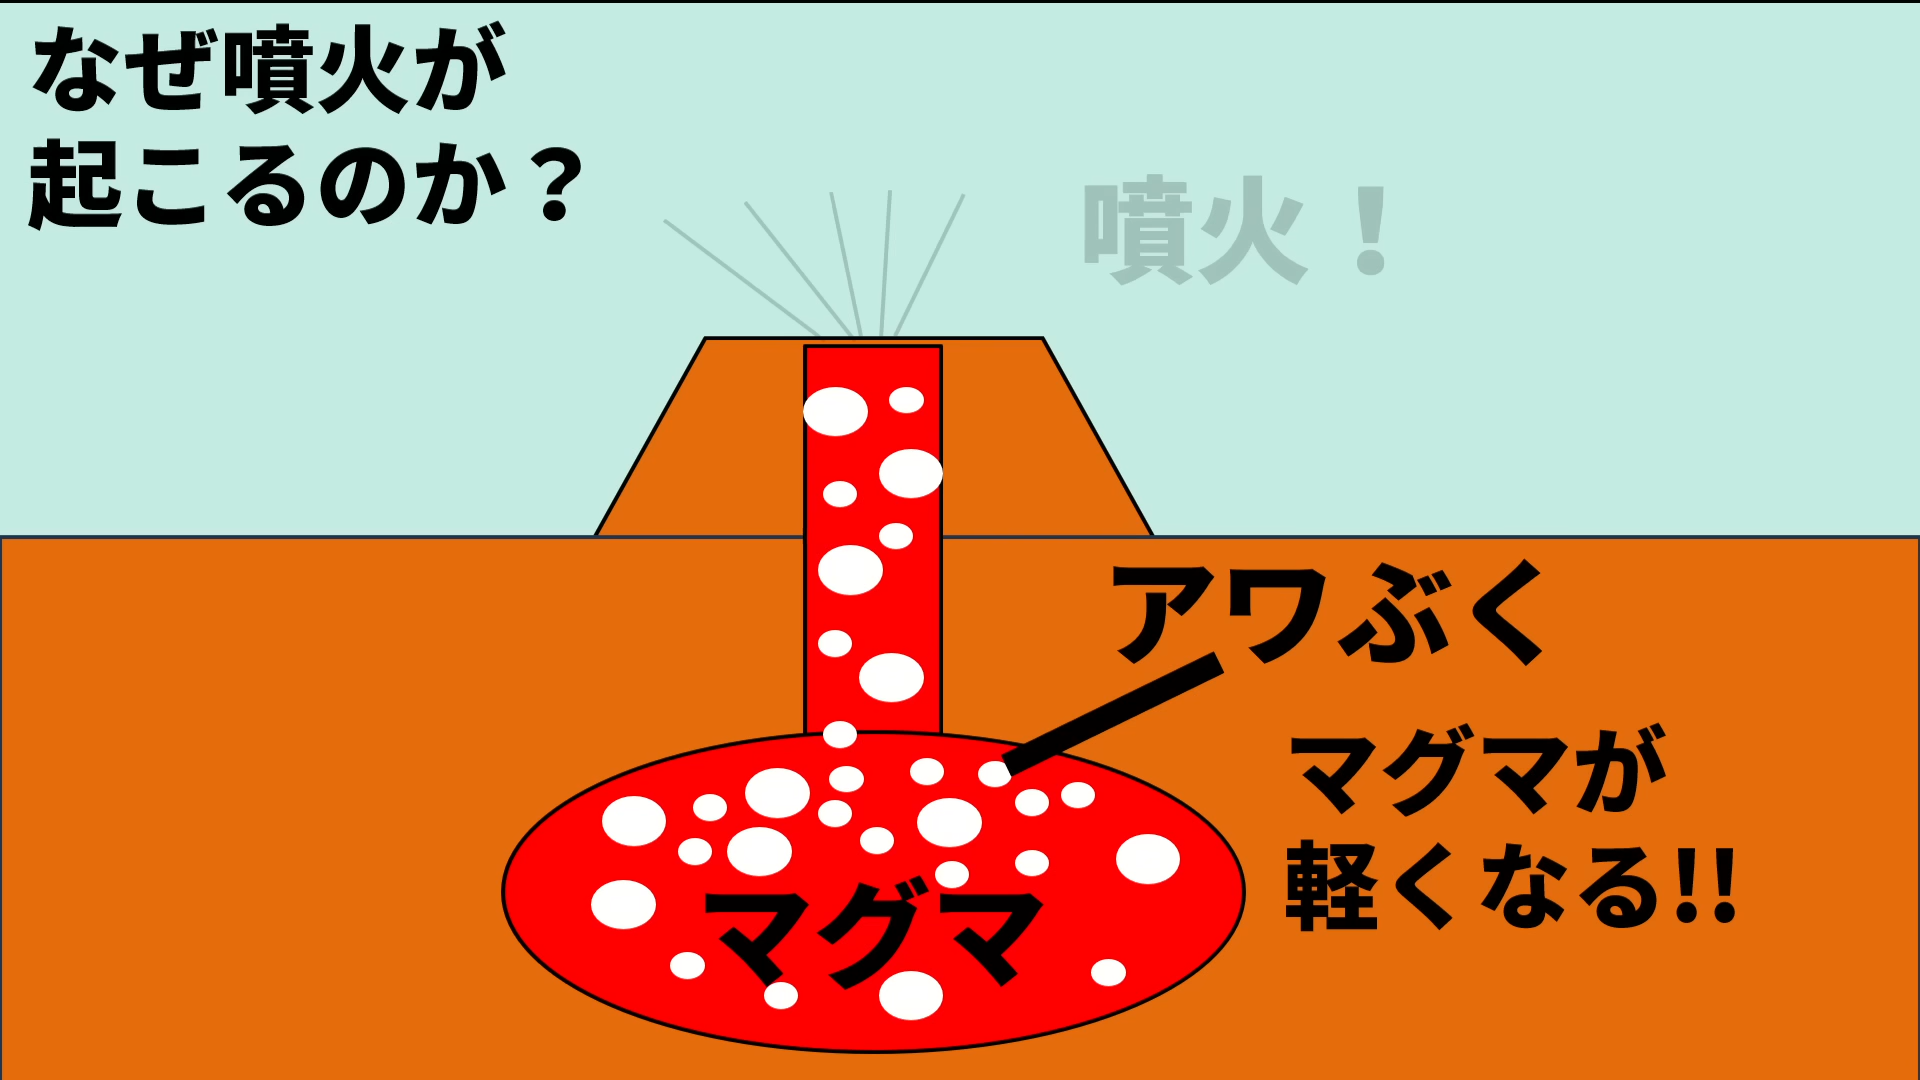 なぜ噴火が
起こるのか？
噴火！
アワぶく
マグマが
軽くなる!!
マグマ